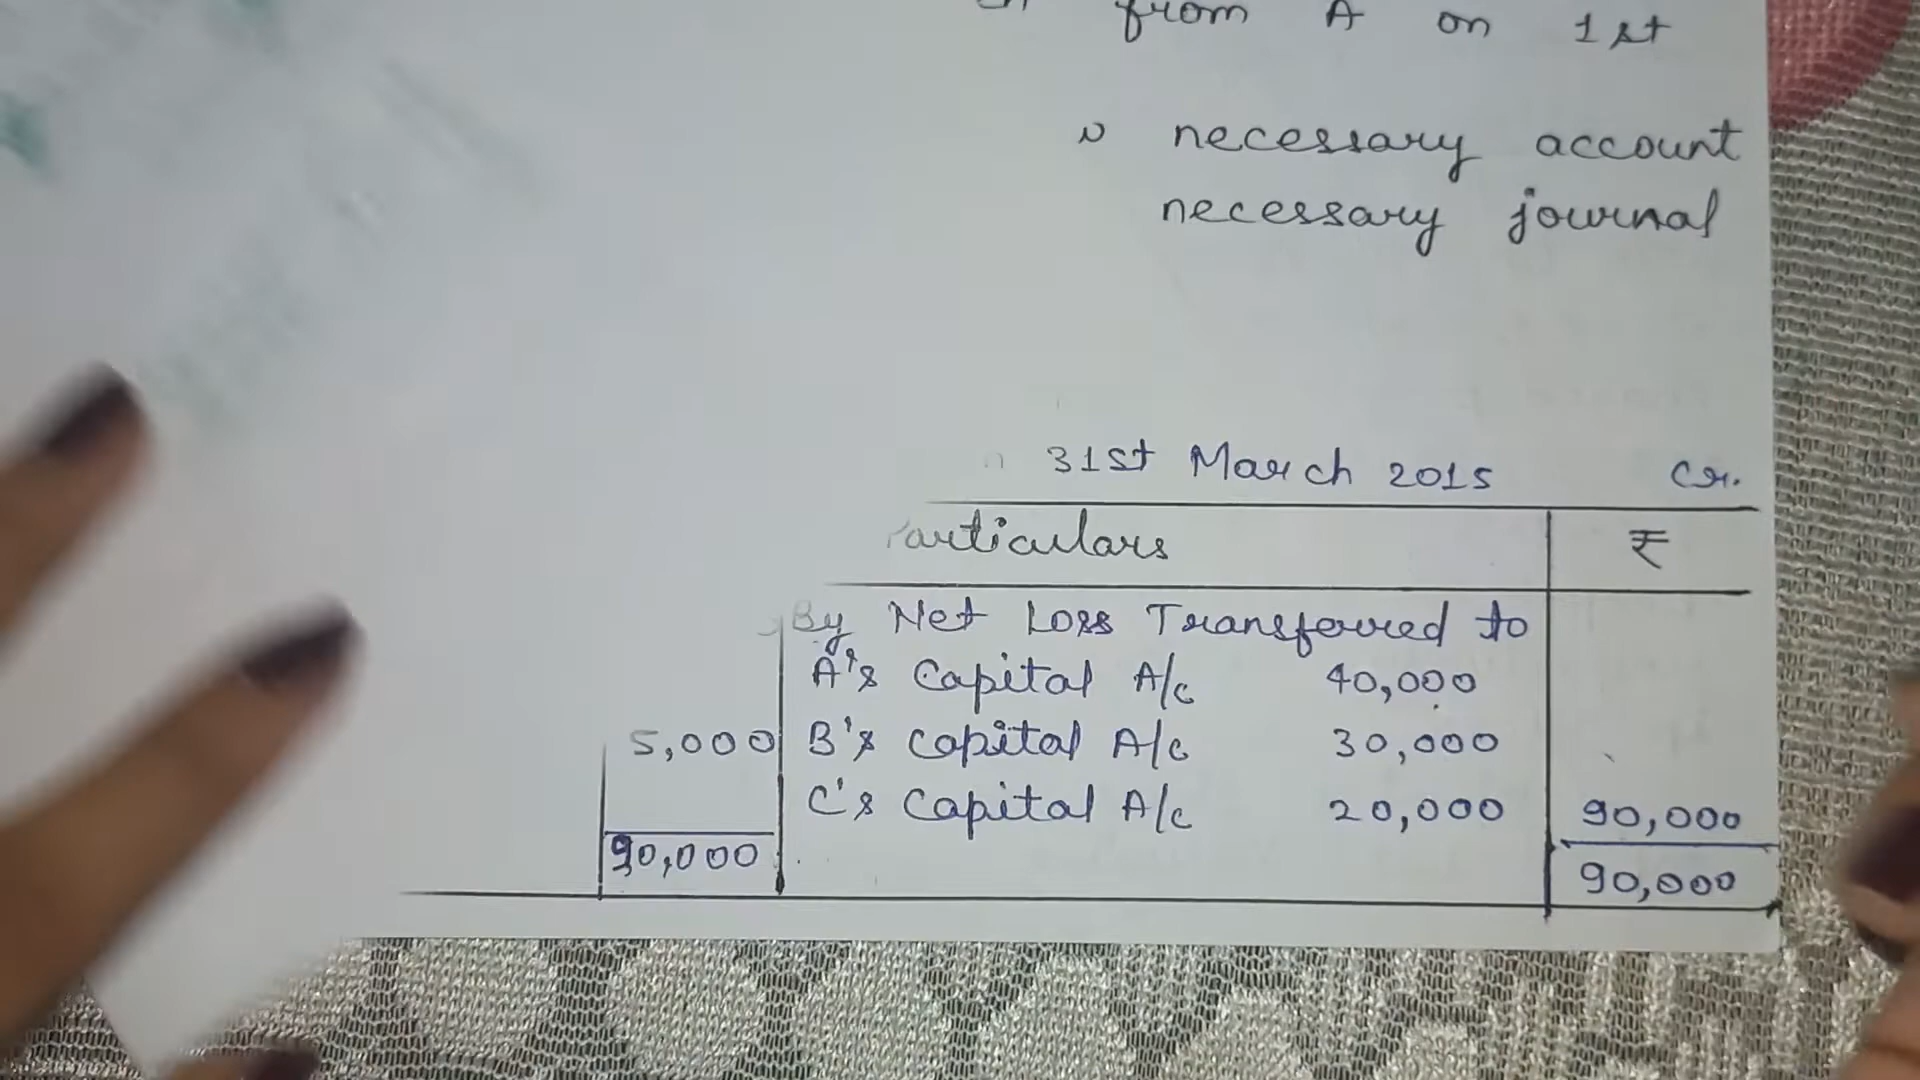 from A on 1st
necessary account
necessary journal
31st March 2015 Cr.
Particulars ₹
By Net Loss Transferred to
A's Capital A/c 40,000
5,000 B's Capital A/c 30,000
C's Capital A/c 20,000 90,000
90,000 90,000